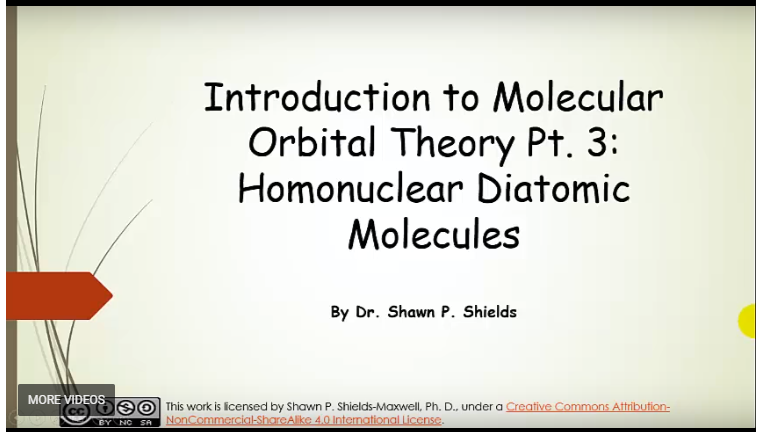 Introduction to Molecular
Orbital Theory Pt. 3:
Homonuclear Diatomic
Molecules
By Dr. Shawn P. Shields
MORE VIDEOS
cc
BY NC SA
This work is licensed by Shawn P. Shields-Maxwell, Ph. D., under a Creative Commons Attribution-
NonCommercial-ShareAlike 4.0 International License.